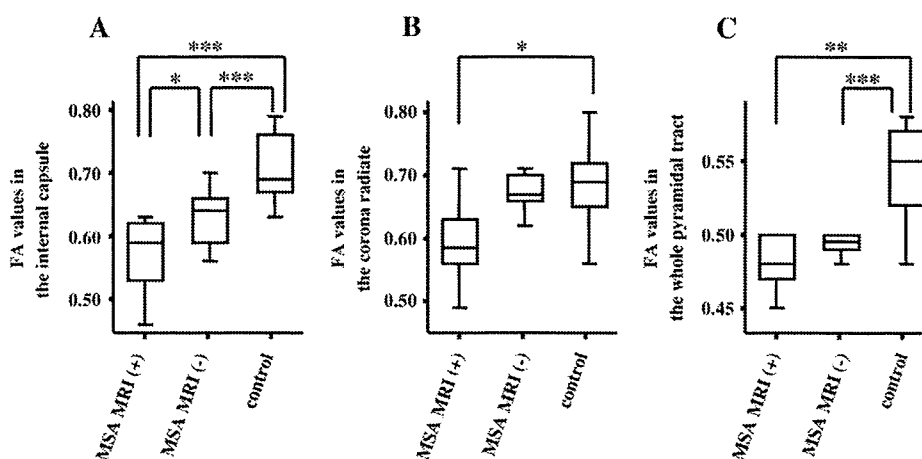 A
B
C
***
*
***
*
**
***
FA values in
the internal capsule
0.80
0.70
0.60
0.50
MSA MRI (+)
MSA MRI (-)
control
FA values in
the corona radiate
0.80
0.70
0.60
0.50
MSA MRI (+)
MSA MRI (-)
control
FA values in
the whole pyramidal tract
0.55
0.50
0.45
MSA MRI (+)
MSA MRI (-)
control